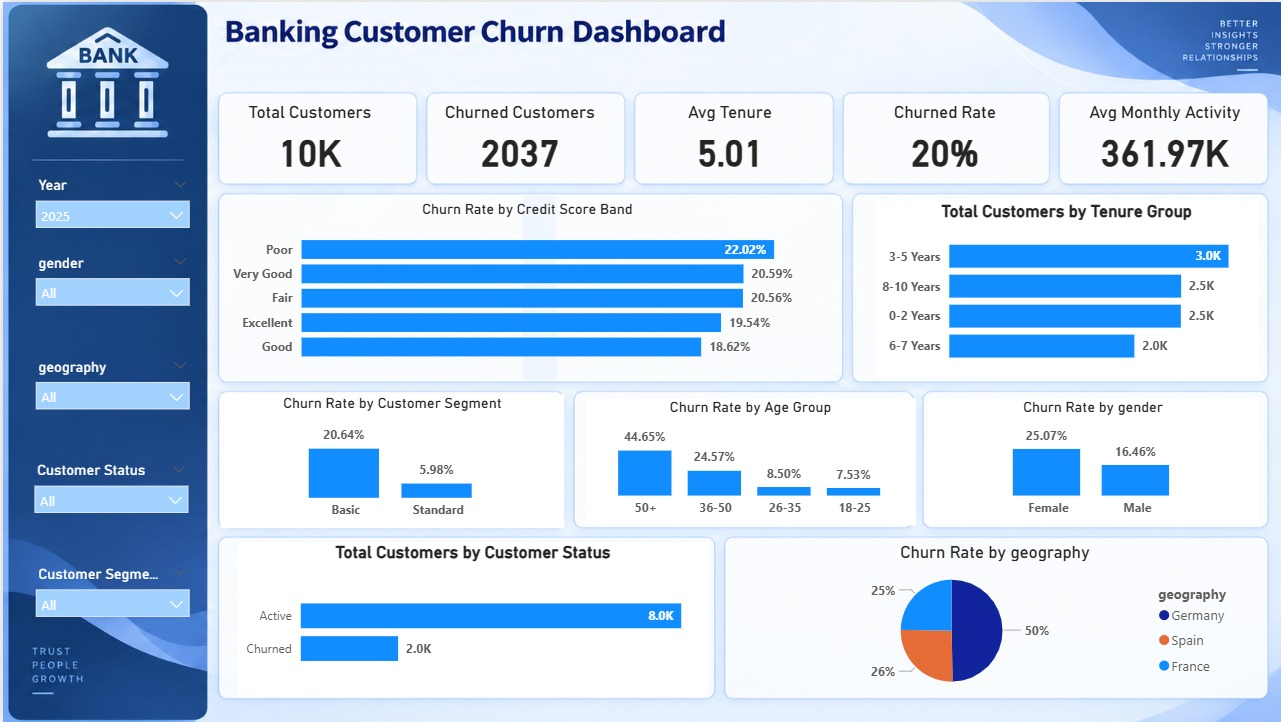 BANK
Banking Customer Churn Dashboard
BETTER
INSIGHTS
STRONGER
RELATIONSHIPS
Year
2025
gender
All
geography
All
Customer Status
All
Customer Segme...
All
TRUST
PEOPLE
GROWTH
Total Customers
10K
Churned Customers
2037
Avg Tenure
5.01
Churned Rate
20%
Avg Monthly Activity
361.97K
Churn Rate by Credit Score Band
Poor 22.02%
Very Good 20.59%
Fair 20.56%
Excellent 19.54%
Good 18.62%
Total Customers by Tenure Group
3-5 Years 3.0K
8-10 Years 2.5K
0-2 Years 2.5K
6-7 Years 2.0K
Churn Rate by Customer Segment
20.64% 5.98%
Basic Standard
Churn Rate by Age Group
44.65% 24.57% 8.50% 7.53%
50+ 36-50 26-35 18-25
Churn Rate by gender
25.07% 16.46%
Female Male
Total Customers by Customer Status
Active 8.0K
Churned 2.0K
Churn Rate by geography
25%
50%
26%
geography
Germany
Spain
France